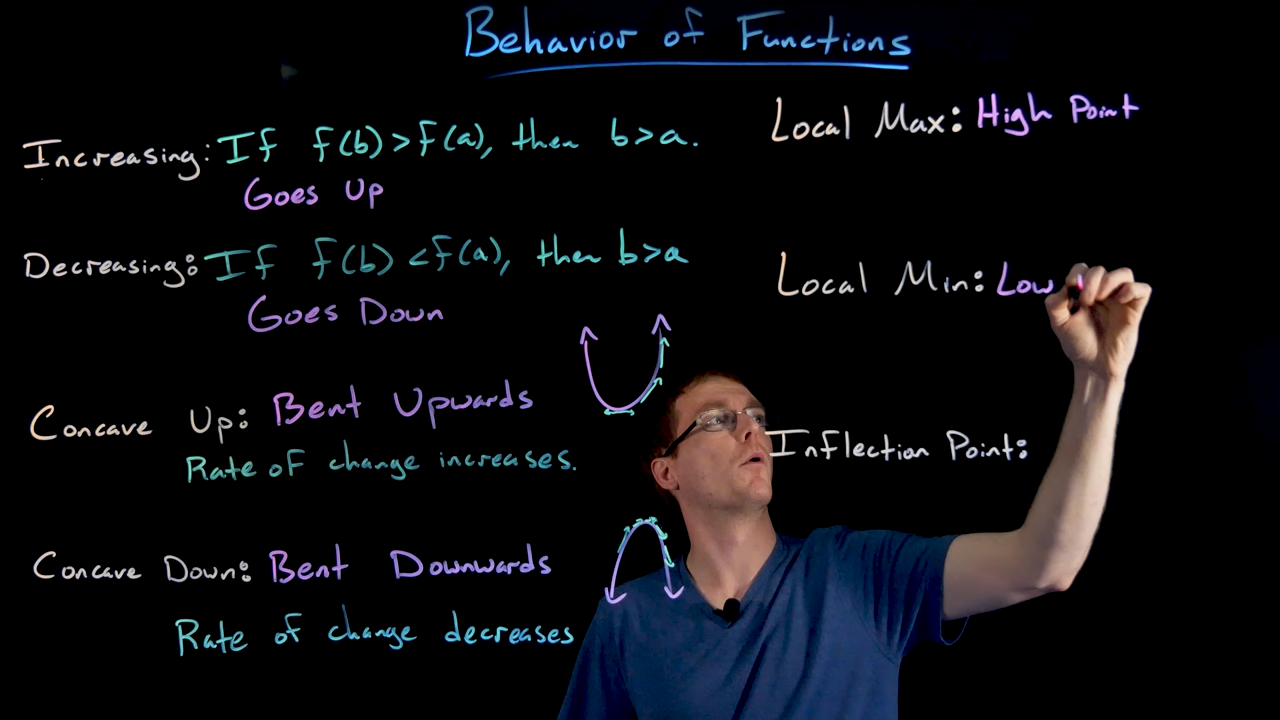 Behavior of Functions
Increasing: If f(b)>f(a), then b>a.
Goes Up
Decreasing: If f(b)<f(a), then b>a
Goes Down
Concave Up: Bent Upwards
Rate of change increases.
Concave Down: Bent Downwards
Rate of change decreases
Local Max: High Point
Local Min: Low
Inflection Point: